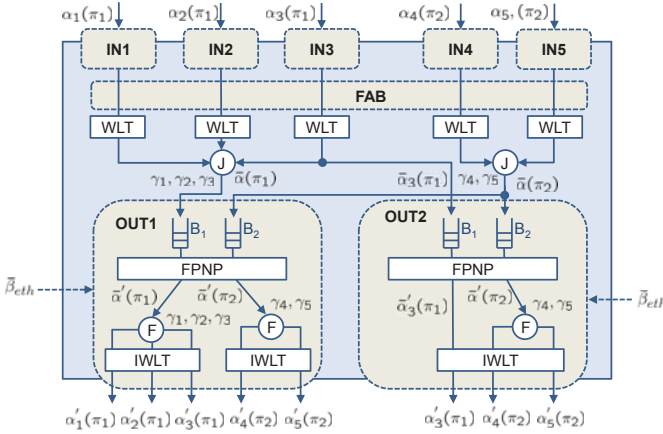 α₁(π₁) α₂(π₁) α₃(π₁) α₄(π₂) α₅,(π₂)
IN1 IN2 IN3 IN4 IN5
FAB
WLT WLT WLT WLT WLT
J J
γ₁, γ₂, γ₃ ᾱ(π₁) ᾱ₃(π₁) γ₄, γ₅ ᾱ(π₂)
OUT1 B₁ B₂ OUT2 B₁ B₂
FPNP FPNP
β̄ₑₜₕ ᾱ′(π₁) ᾱ′(π₂) γ₄, γ₅ ᾱ′₃(π₁) ᾱ′(π₂) γ₄, γ₅ β̄ₑₜₕ
F γ₁, γ₂, γ₃ F F
IWLT IWLT IWLT
α′₁(π₁) α′₂(π₁) α′₃(π₁) α′₄(π₂) α′₅(π₂) α′₃(π₁) α′₄(π₂) α′₅(π₂)